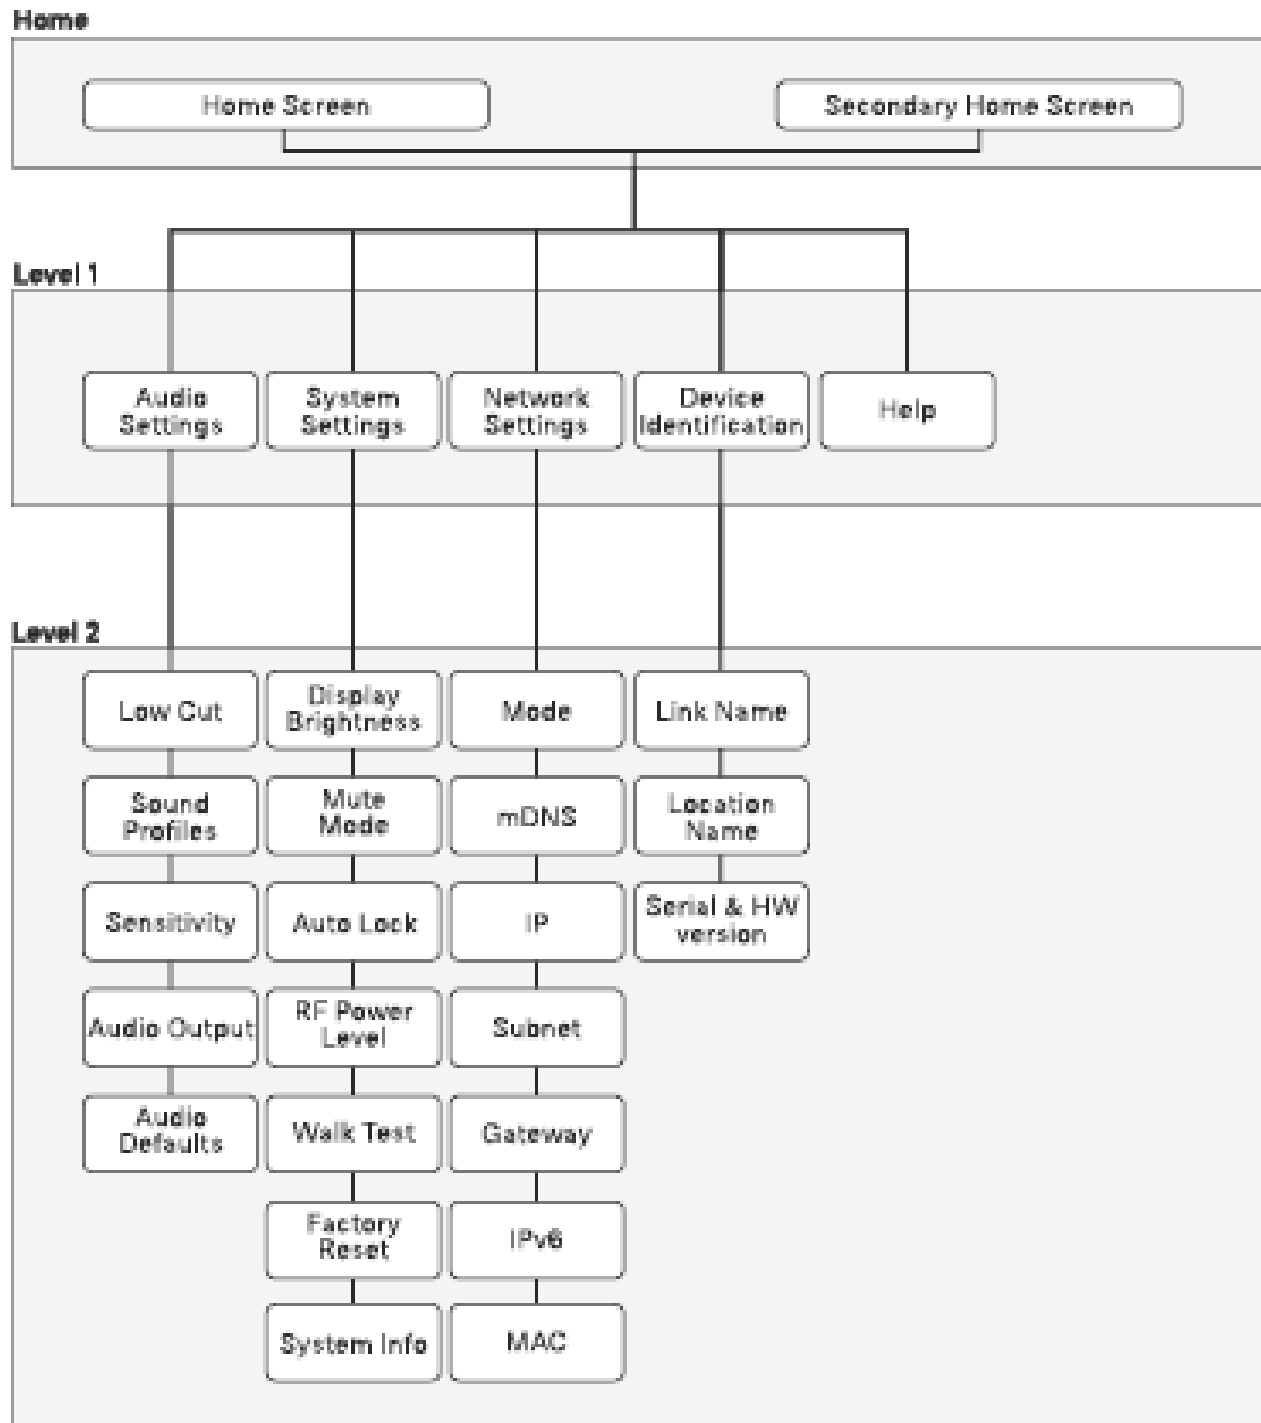 Home
Home Screen
Secondary Home Screen
Level 1
Audio
Settings
System
Settings
Network
Settings
Device
Identification
Help
Level 2
Low Cut
Sound
Profiles
Sensitivity
Audio Output
Audio
Defaults
Display
Brightness
Mute
Mode
Auto Lock
RF Power
Level
Walk Test
Factory
Reset
System Info
Mode
mDNS
IP
Subnet
Gateway
IPv6
MAC
Link Name
Location
Name
Serial & HW
version